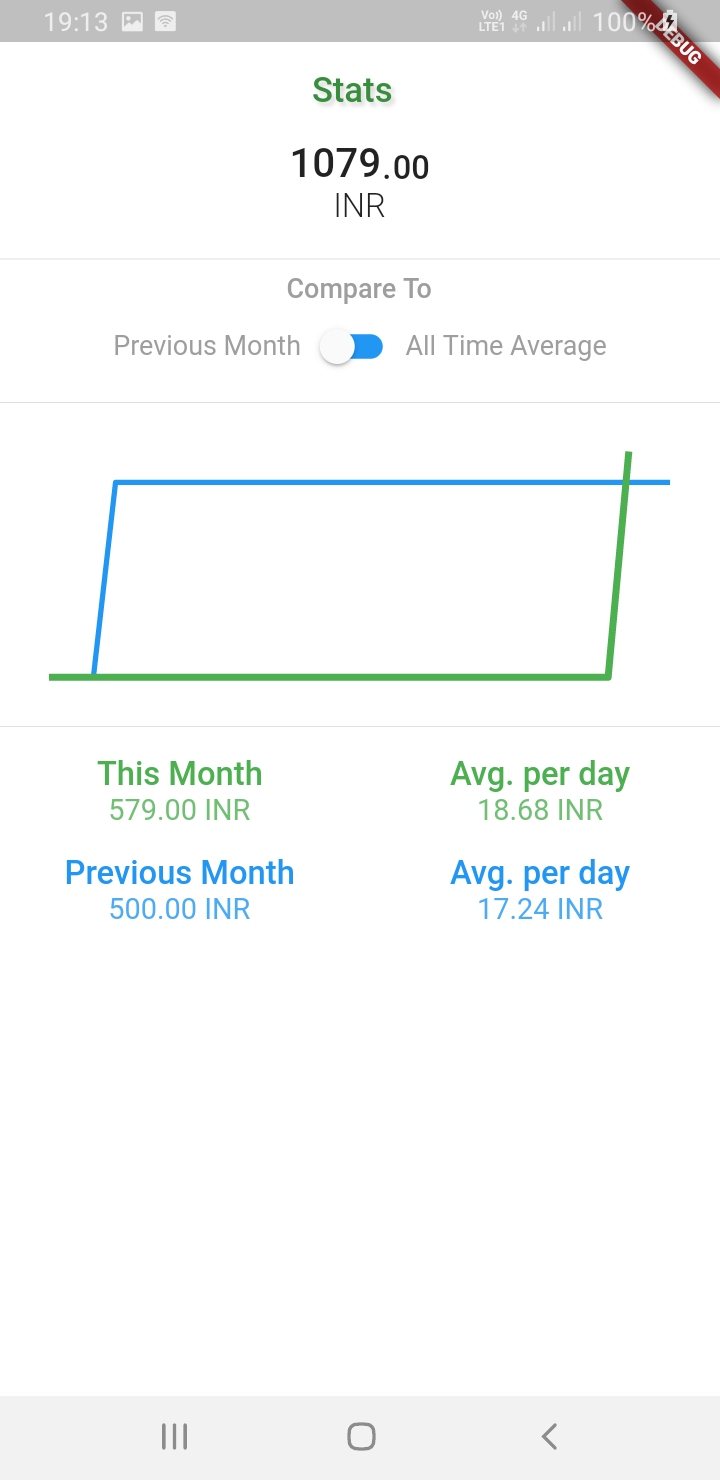 19:13 Vo)) 4G LTE1 100%
DEBUG
Stats
1079.00
INR
Compare To
Previous Month All Time Average
This Month Avg. per day
579.00 INR 18.68 INR
Previous Month Avg. per day
500.00 INR 17.24 INR